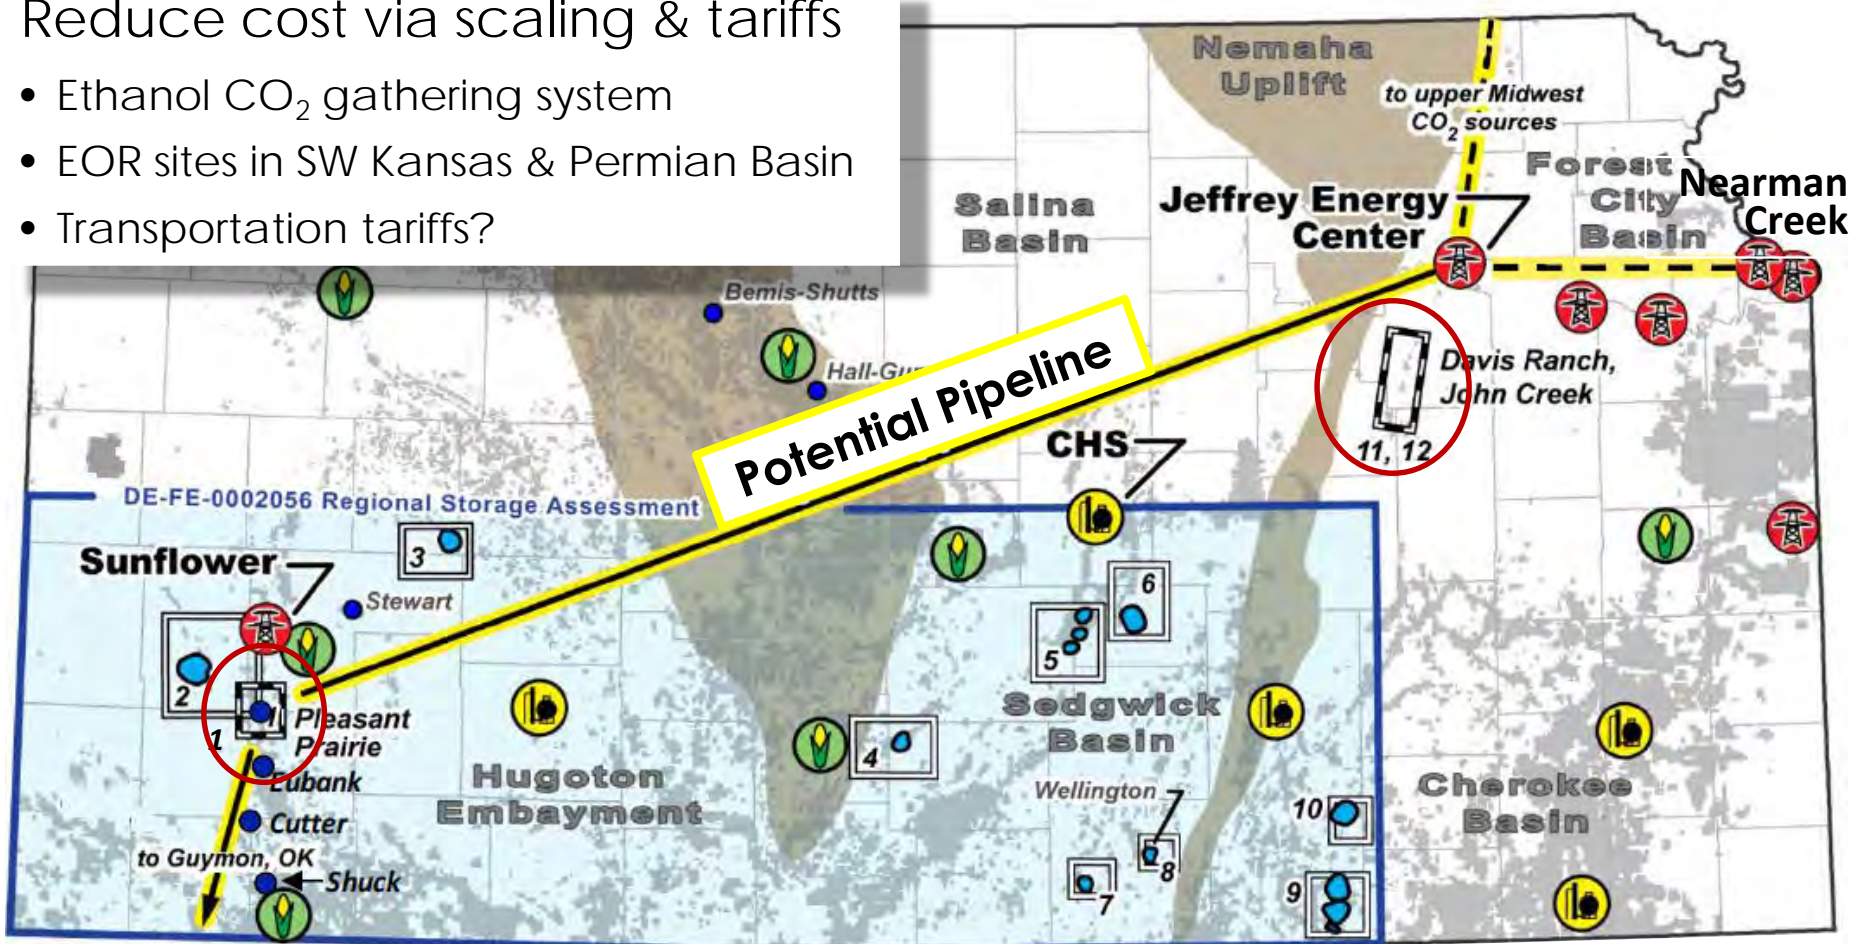 Reduce cost via scaling & tariffs
• Ethanol CO₂ gathering system
• EOR sites in SW Kansas & Permian Basin
• Transportation tariffs?
Nemaha
Uplift
to upper Midwest
CO₂ sources
Forest
City
Basin
Nearman
Creek
Salina
Basin
Jeffrey Energy
Center
Bemis-Shutts
Hall-Gur
Potential Pipeline
Davis Ranch,
John Creek
11, 12
CHS
DE-FE-0002056 Regional Storage Assessment
Sunflower
3
Stewart
6
5
2
1
Pleasant
Prairie
Sedgwick
Basin
4
Eubank
Hugoton
Embayment
Wellington
Cherokee
Basin
10
Cutter
to Guymon, OK
Shuck
8
7
9